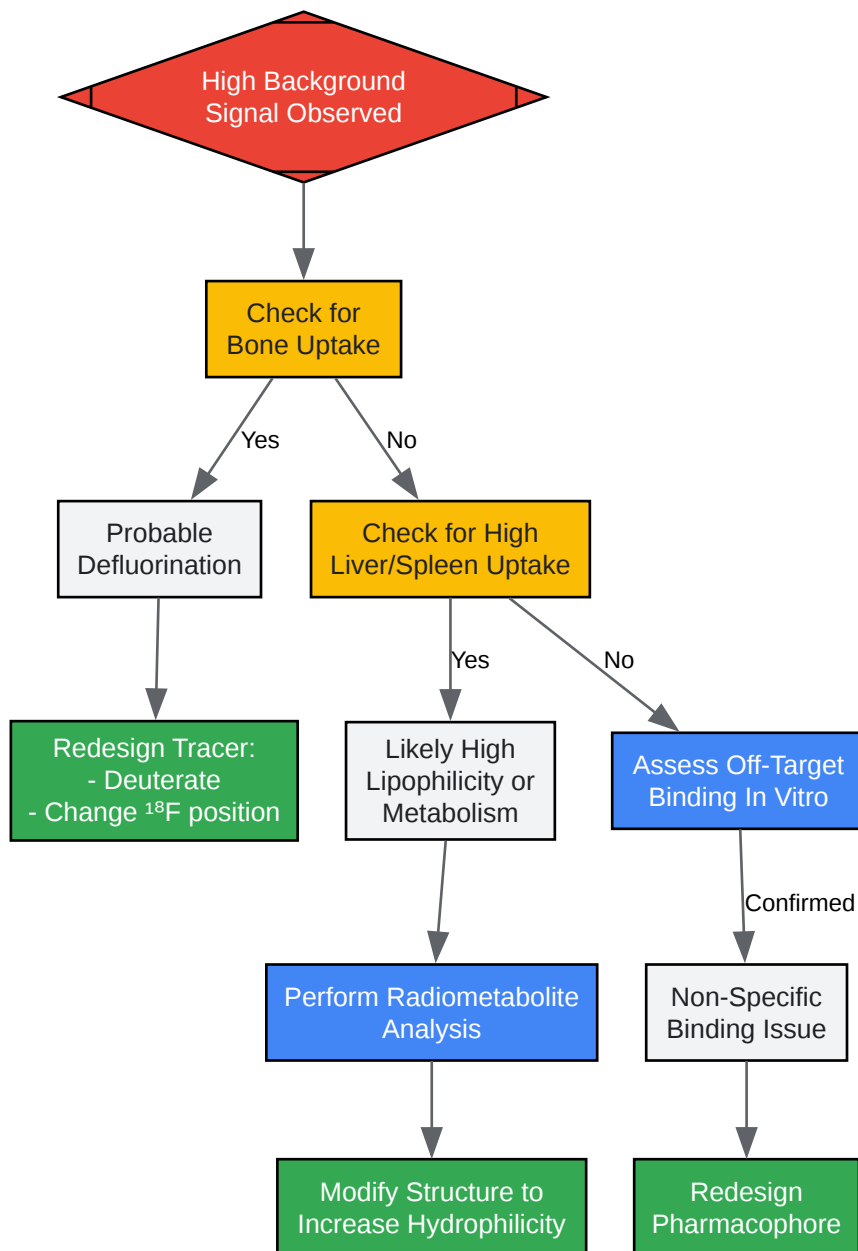 High Background
Signal Observed
Check for
Bone Uptake
Yes
No
Probable
Defluorination
Check for High
Liver/Spleen Uptake
Yes
No
Redesign Tracer:
- Deuterate
- Change ¹⁸F position
Likely High
Lipophilicity or
Metabolism
Assess Off-Target
Binding In Vitro
Confirmed
Perform Radiometabolite
Analysis
Non-Specific
Binding Issue
Modify Structure to
Increase Hydrophilicity
Redesign
Pharmacophore